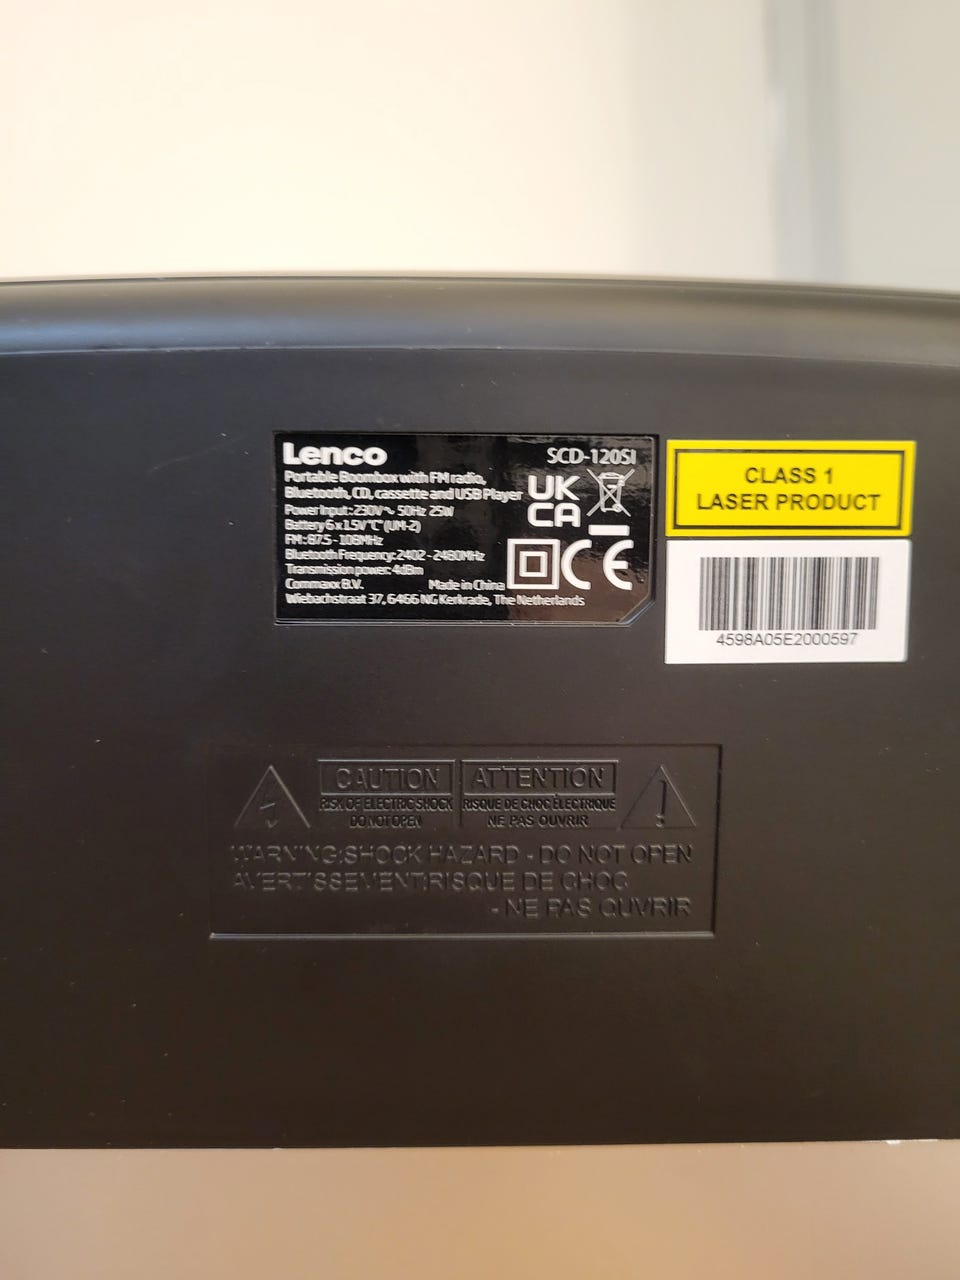 Lenco SCD-120SI
Portable Boombox with FM radio,
Bluetooth, CD, cassette and USB Player
Power Input : 230V~ 50Hz 25W
Battery 6 x 1.5V "C" (UM-2)
FM : 87.5 - 108MHz
Bluetooth Frequency: 2402 - 2480MHz
Transmission power: 4dBm
Commaxx B.V. Made in China
Wiebachstraat 37, 6466 NG Kerkrade, The Netherlands
UK
CA
CE
CLASS 1
LASER PRODUCT
4598A05E2000597
CAUTION
RISK OF ELECTRIC SHOCK
DO NOT OPEN
ATTENTION
RISQUE DE CHOC ÉLECTRIQUE
NE PAS OUVRIR
WARNING:SHOCK HAZARD - DO NOT OPEN
AVERTISSEMENT:RISQUE DE CHOC
- NE PAS OUVRIR